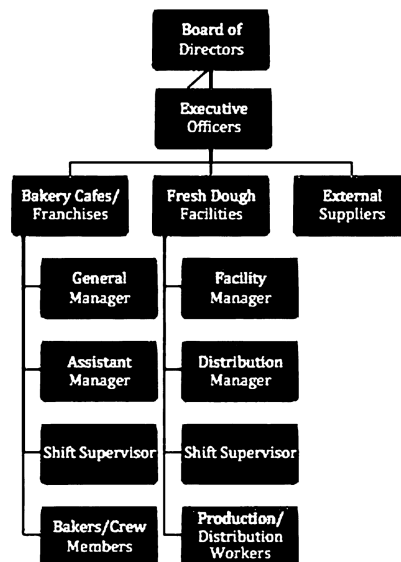 Board of
Directors
Executive
Officers
Bakery Cafes/
Franchises
Fresh Dough
Facilities
External
Suppliers
General
Manager
Facility
Manager
Assistant
Manager
Distribution
Manager
Shift Supervisor
Shift Supervisor
Bakers/Crew
Members
Production/
Distribution
Workers